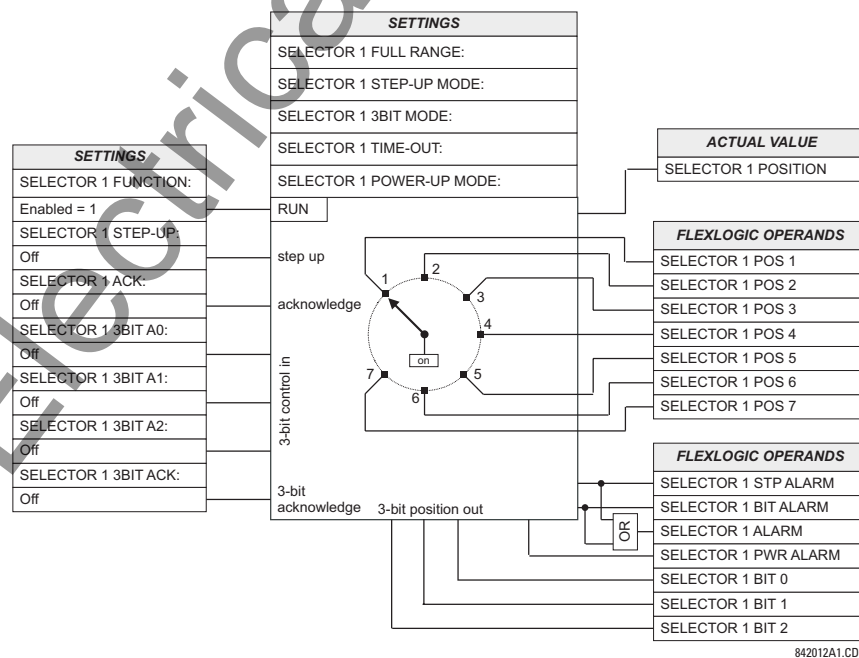 SETTINGS
SELECTOR 1 FULL RANGE:
SELECTOR 1 STEP-UP MODE:
SELECTOR 1 3BIT MODE:
SELECTOR 1 TIME-OUT:
SELECTOR 1 POWER-UP MODE:
SETTINGS
SELECTOR 1 FUNCTION:
Enabled = 1
SELECTOR 1 STEP-UP:
Off
SELECTOR 1 ACK:
Off
SELECTOR 1 3BIT A0:
Off
SELECTOR 1 3BIT A1:
Off
SELECTOR 1 3BIT A2:
Off
SELECTOR 1 3BIT ACK:
Off
RUN
step up
acknowledge
3-bit control in
3-bit
acknowledge
3-bit position out
1
2
3
4
5
6
7
on
ACTUAL VALUE
SELECTOR 1 POSITION
FLEXLOGIC OPERANDS
SELECTOR 1 POS 1
SELECTOR 1 POS 2
SELECTOR 1 POS 3
SELECTOR 1 POS 4
SELECTOR 1 POS 5
SELECTOR 1 POS 6
SELECTOR 1 POS 7
FLEXLOGIC OPERANDS
SELECTOR 1 STP ALARM
SELECTOR 1 BIT ALARM
OR
SELECTOR 1 ALARM
SELECTOR 1 PWR ALARM
SELECTOR 1 BIT 0
SELECTOR 1 BIT 1
SELECTOR 1 BIT 2
842012A1.CD
Electrica